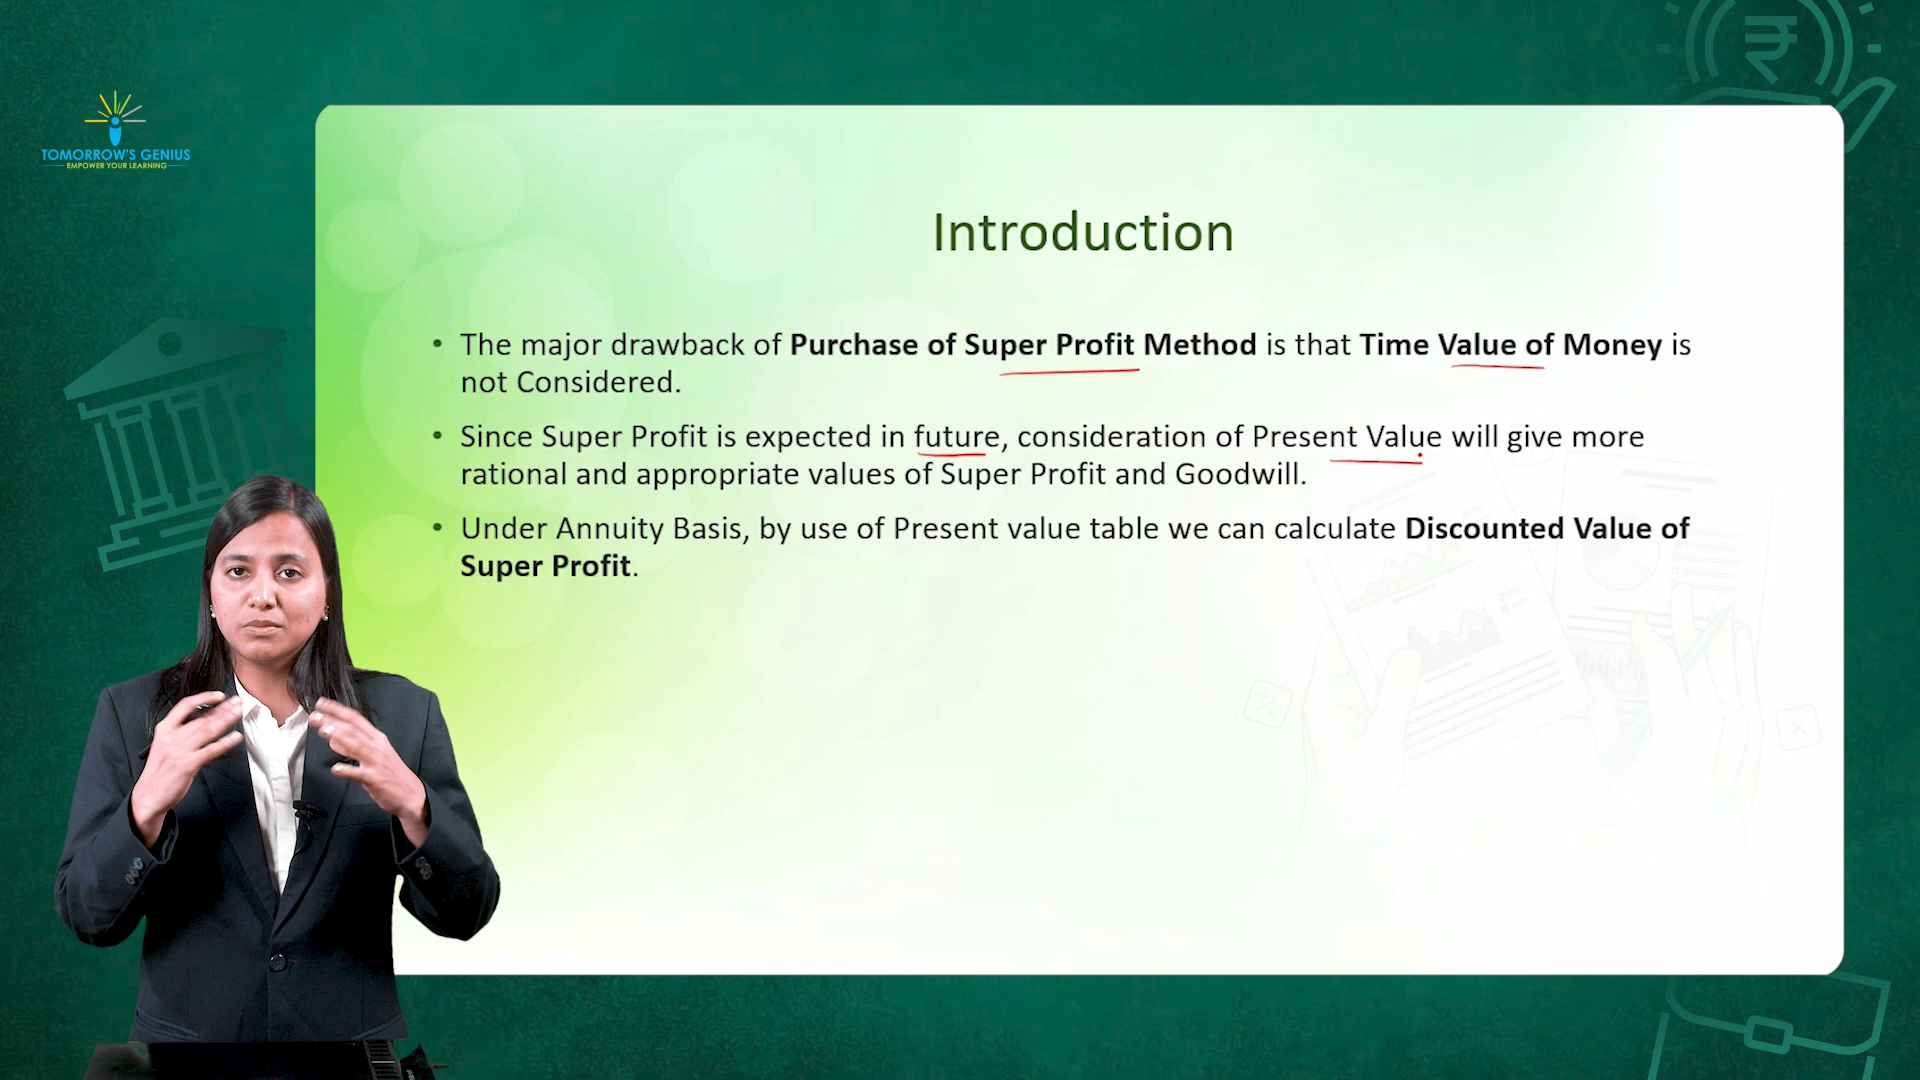 TOMORROW'S GENIUS
EMPOWER YOUR LEARNING
Introduction
• The major drawback of Purchase of Super Profit Method is that Time Value of Money is
not Considered.
• Since Super Profit is expected in future, consideration of Present Value will give more
rational and appropriate values of Super Profit and Goodwill.
• Under Annuity Basis, by use of Present value table we can calculate Discounted Value of
Super Profit.